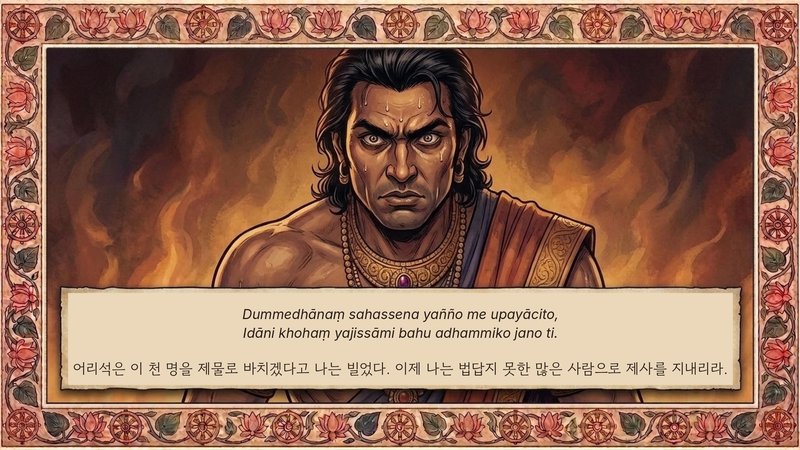 Dummedhānaṃ sahassena yañño me upayācito,
Idāni khohaṃ yajissāmi bahu adhammiko jano ti.
어리석은 이 천 명을 제물로 바치겠다고 나는 빌었다. 이제 나는 법답지 못한 많은 사람으로 제사를 지내리라.